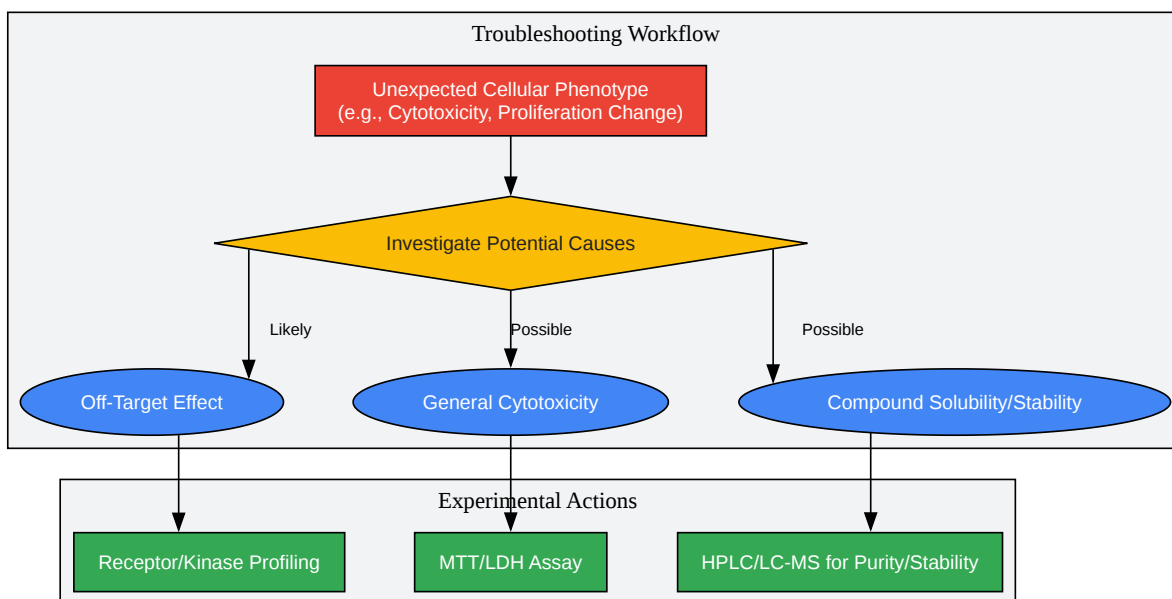 Troubleshooting Workflow
Unexpected Cellular Phenotype
(e.g., Cytotoxicity, Proliferation Change)
Investigate Potential Causes
Likely
Possible
Possible
Off-Target Effect
General Cytotoxicity
Compound Solubility/Stability
Experimental Actions
Receptor/Kinase Profiling
MTT/LDH Assay
HPLC/LC-MS for Purity/Stability